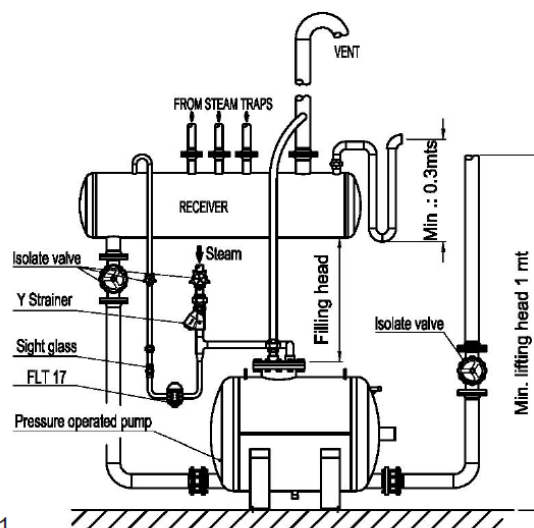 VENT
FROM STEAM TRAPS
Min .: 0.3mts
RECEIVER
Steam
Isolate valve
Y Strainer
Filling head
Isolate valve
Sight glass
FLT 17
Pressure operated pump
Min. lifting head 1 mt
1